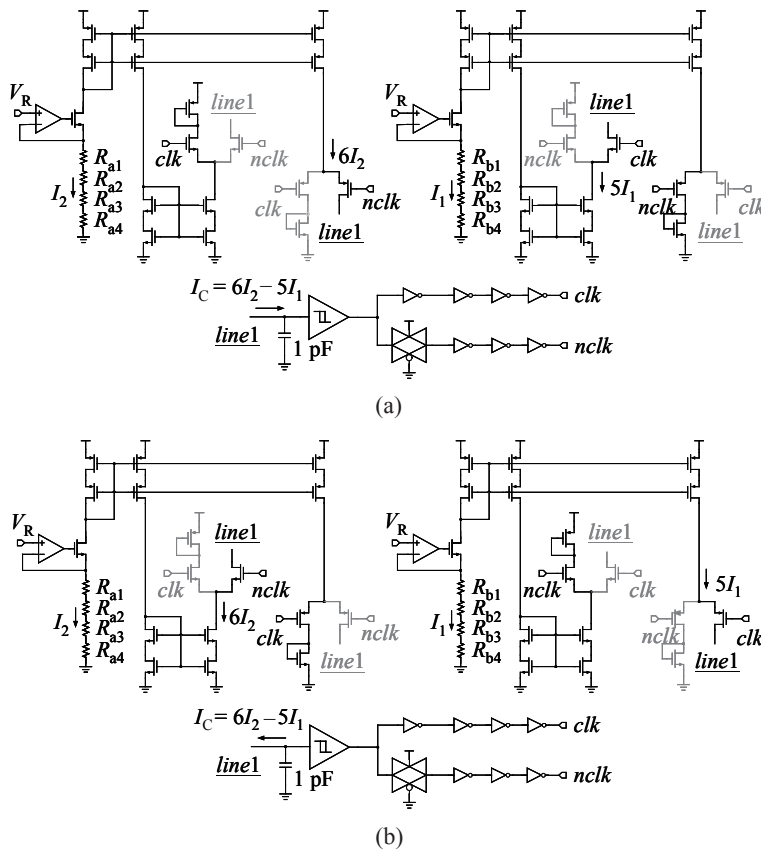 V_R
R_a1
R_a2
R_a3
R_a4
I_2
clk
line1
nclk
6I_2
clk
nclk
line1
V_R
R_b1
R_b2
R_b3
R_b4
I_1
nclk
line1
clk
5I_1
nclk
clk
line1
I_C = 6I_2 − 5I_1
line1
1 pF
clk
nclk
(a)
V_R
R_a1
R_a2
R_a3
R_a4
I_2
clk
line1
nclk
6I_2
clk
nclk
line1
V_R
R_b1
R_b2
R_b3
R_b4
I_1
nclk
line1
clk
5I_1
nclk
clk
line1
I_C = 6I_2 − 5I_1
line1
1 pF
clk
nclk
(b)